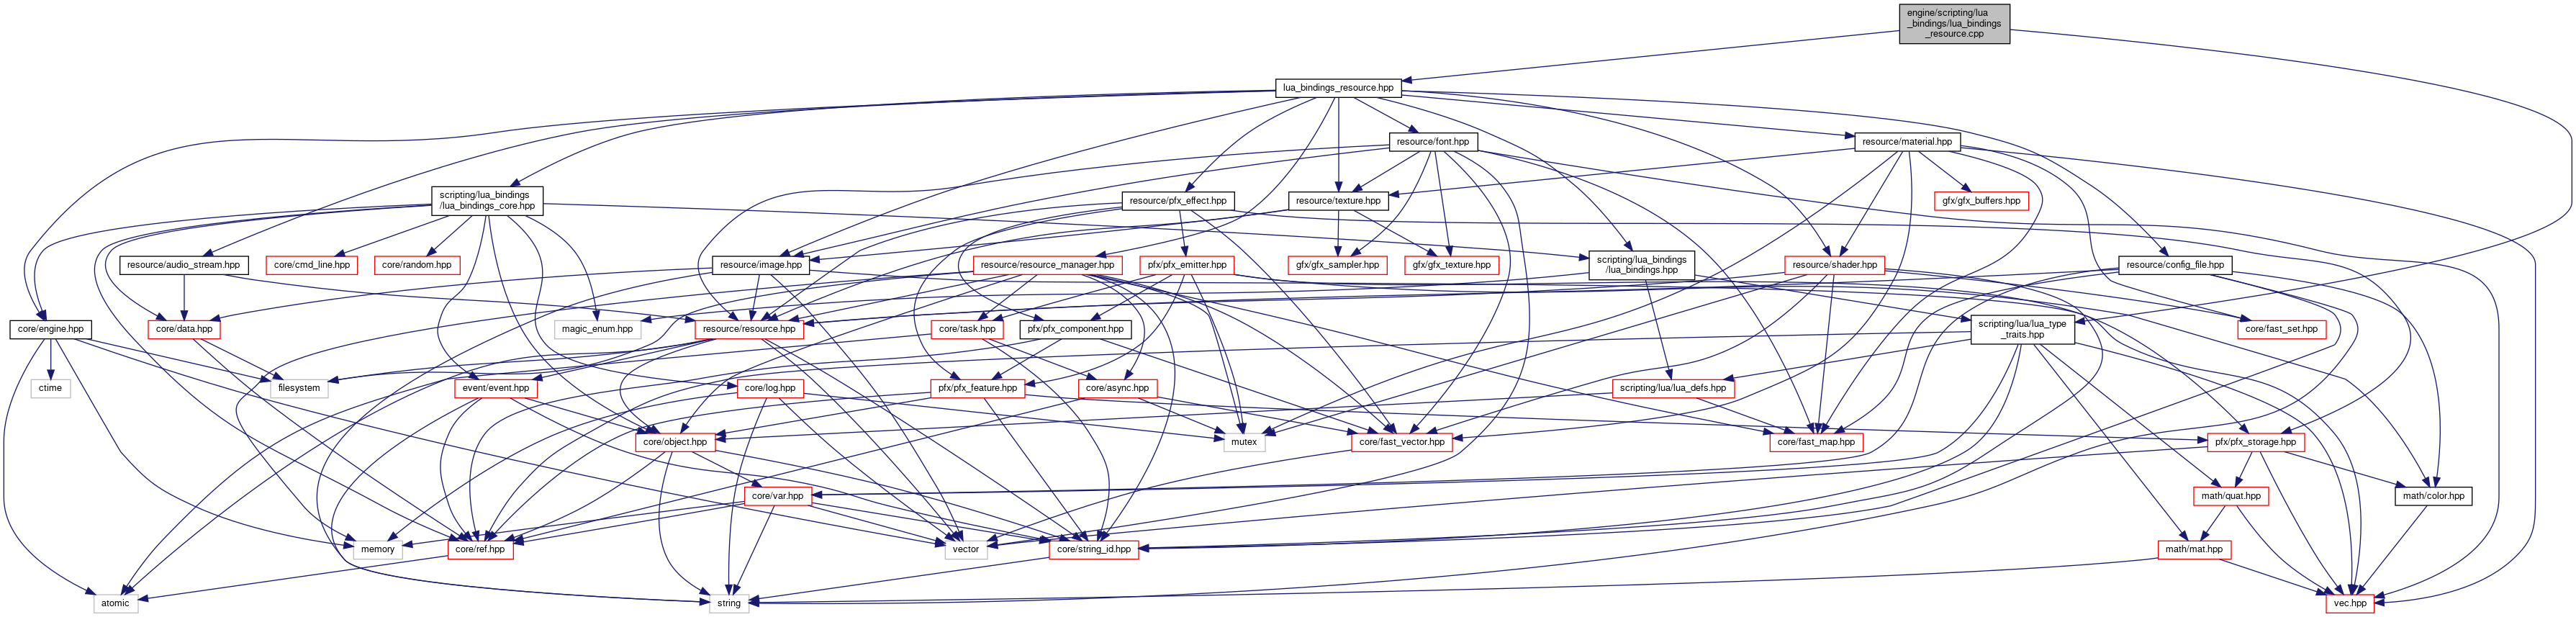 engine/scripting/lua
_bindings/lua_bindings
_resource.cpp
lua_bindings_resource.hpp
resource/font.hpp
resource/material.hpp
scripting/lua_bindings
/lua_bindings_core.hpp
resource/pfx_effect.hpp
resource/texture.hpp
gfx/gfx_buffers.hpp
resource/audio_stream.hpp
core/cmd_line.hpp
core/random.hpp
resource/image.hpp
resource/resource_manager.hpp
pfx/pfx_emitter.hpp
gfx/gfx_sampler.hpp
gfx/gfx_texture.hpp
scripting/lua_bindings
/lua_bindings.hpp
resource/shader.hpp
resource/config_file.hpp
core/engine.hpp
core/data.hpp
magic_enum.hpp
resource/resource.hpp
core/task.hpp
pfx/pfx_component.hpp
scripting/lua/lua_type
_traits.hpp
core/fast_set.hpp
ctime
filesystem
event/event.hpp
core/log.hpp
pfx/pfx_feature.hpp
core/async.hpp
scripting/lua/lua_defs.hpp
core/object.hpp
mutex
core/fast_vector.hpp
core/fast_map.hpp
pfx/pfx_storage.hpp
core/var.hpp
math/quat.hpp
math/color.hpp
memory
core/ref.hpp
vector
core/string_id.hpp
math/mat.hpp
atomic
string
vec.hpp